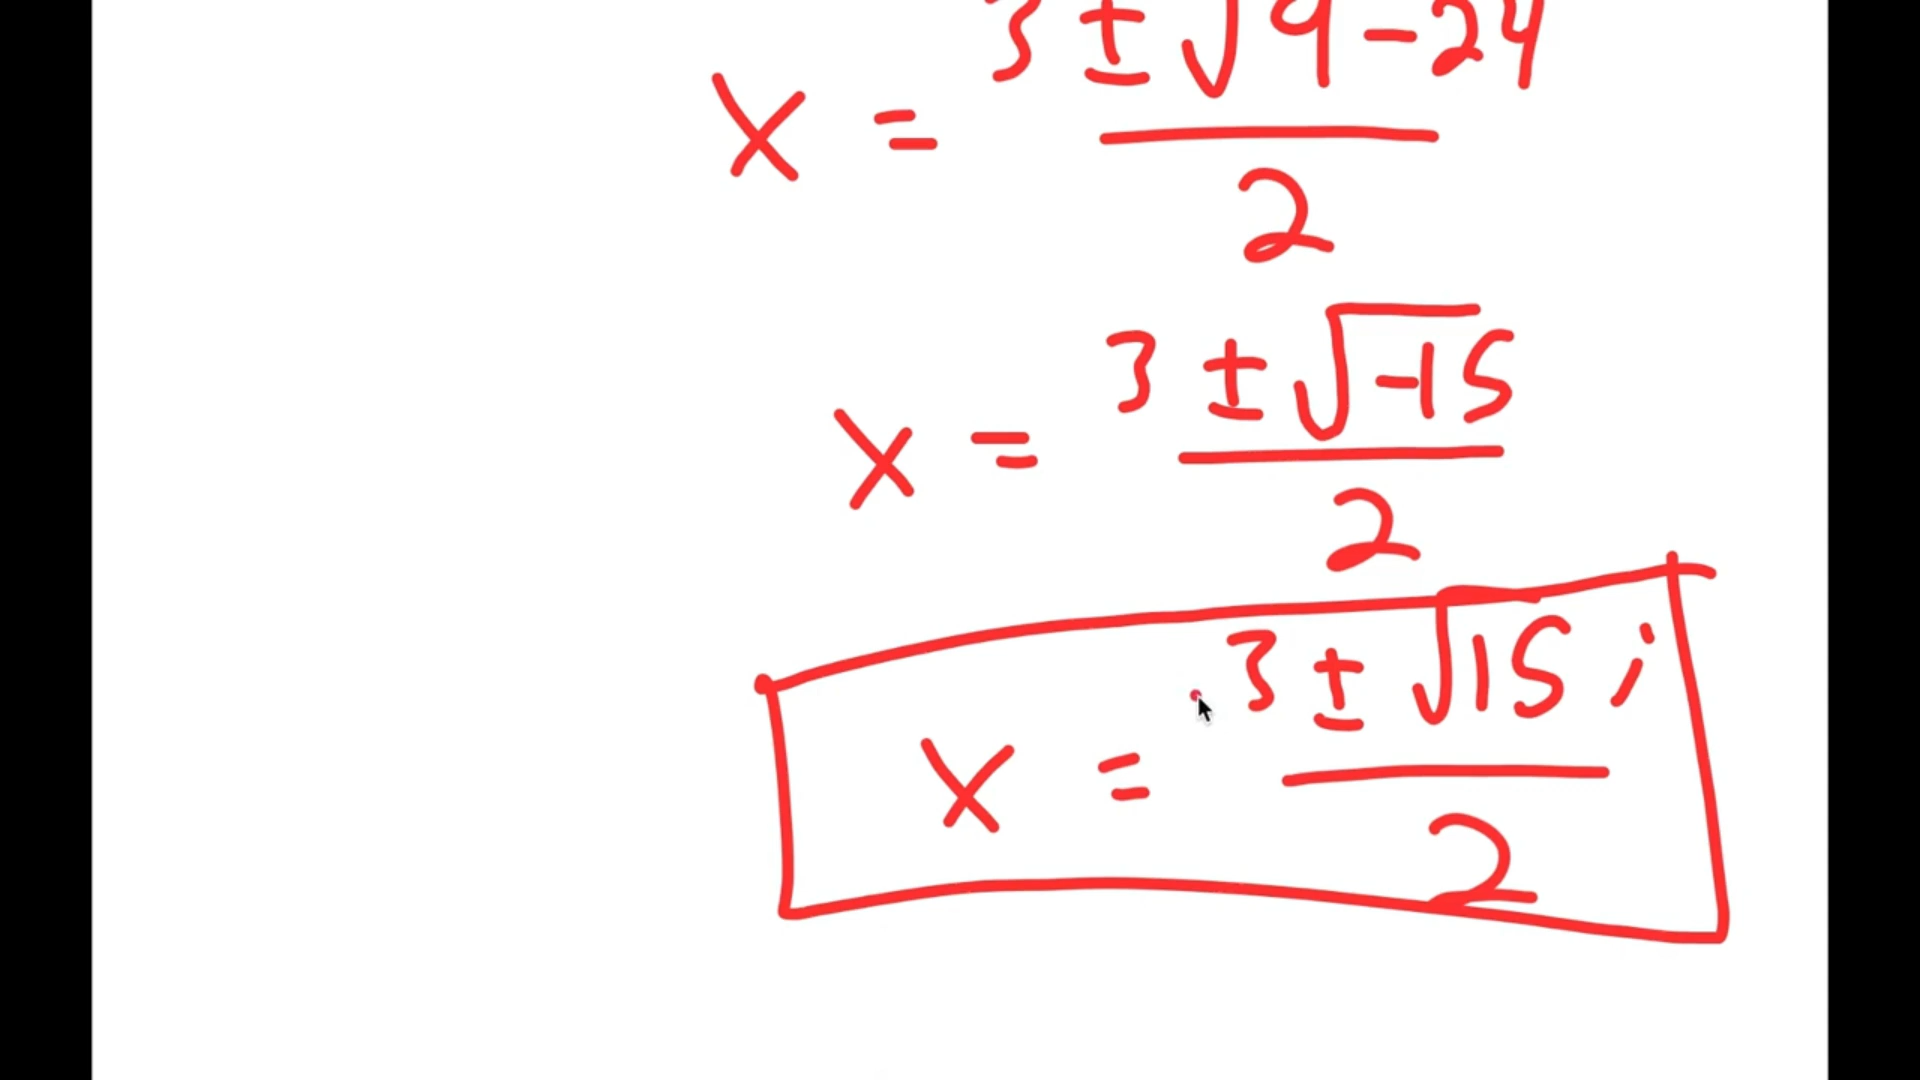 x = (3 ± √9 - 24) / 2
x = (3 ± √-15) / 2
x = (3 ± √15 i) / 2